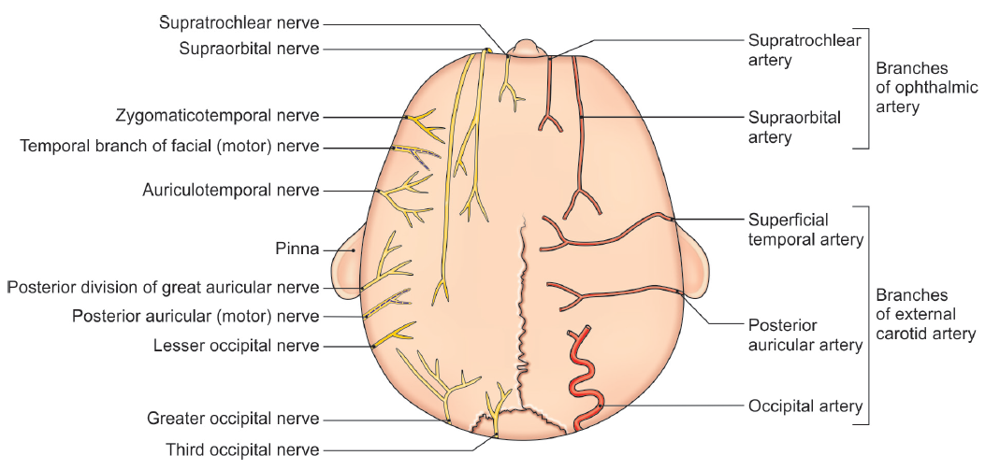 Supratrochlear nerve
Supraorbital nerve
Zygomaticotemporal nerve
Temporal branch of facial (motor) nerve
Auriculotemporal nerve
Pinna
Posterior division of great auricular nerve
Posterior auricular (motor) nerve
Lesser occipital nerve
Greater occipital nerve
Third occipital nerve
Supratrochlear
artery
Supraorbital
artery
Branches
of ophthalmic
artery
Superficial
temporal artery
Posterior
auricular artery
Occipital artery
Branches
of external
carotid artery